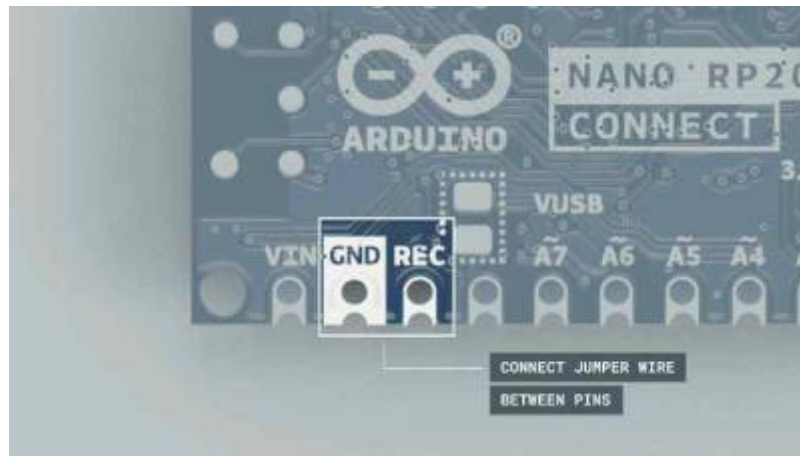 ®
ARDUINO
NANO RP20
CONNECT
3.
VUSB
VIN GND REC A7 A6 A5 A4
CONNECT JUMPER WIRE
BETWEEN PINS